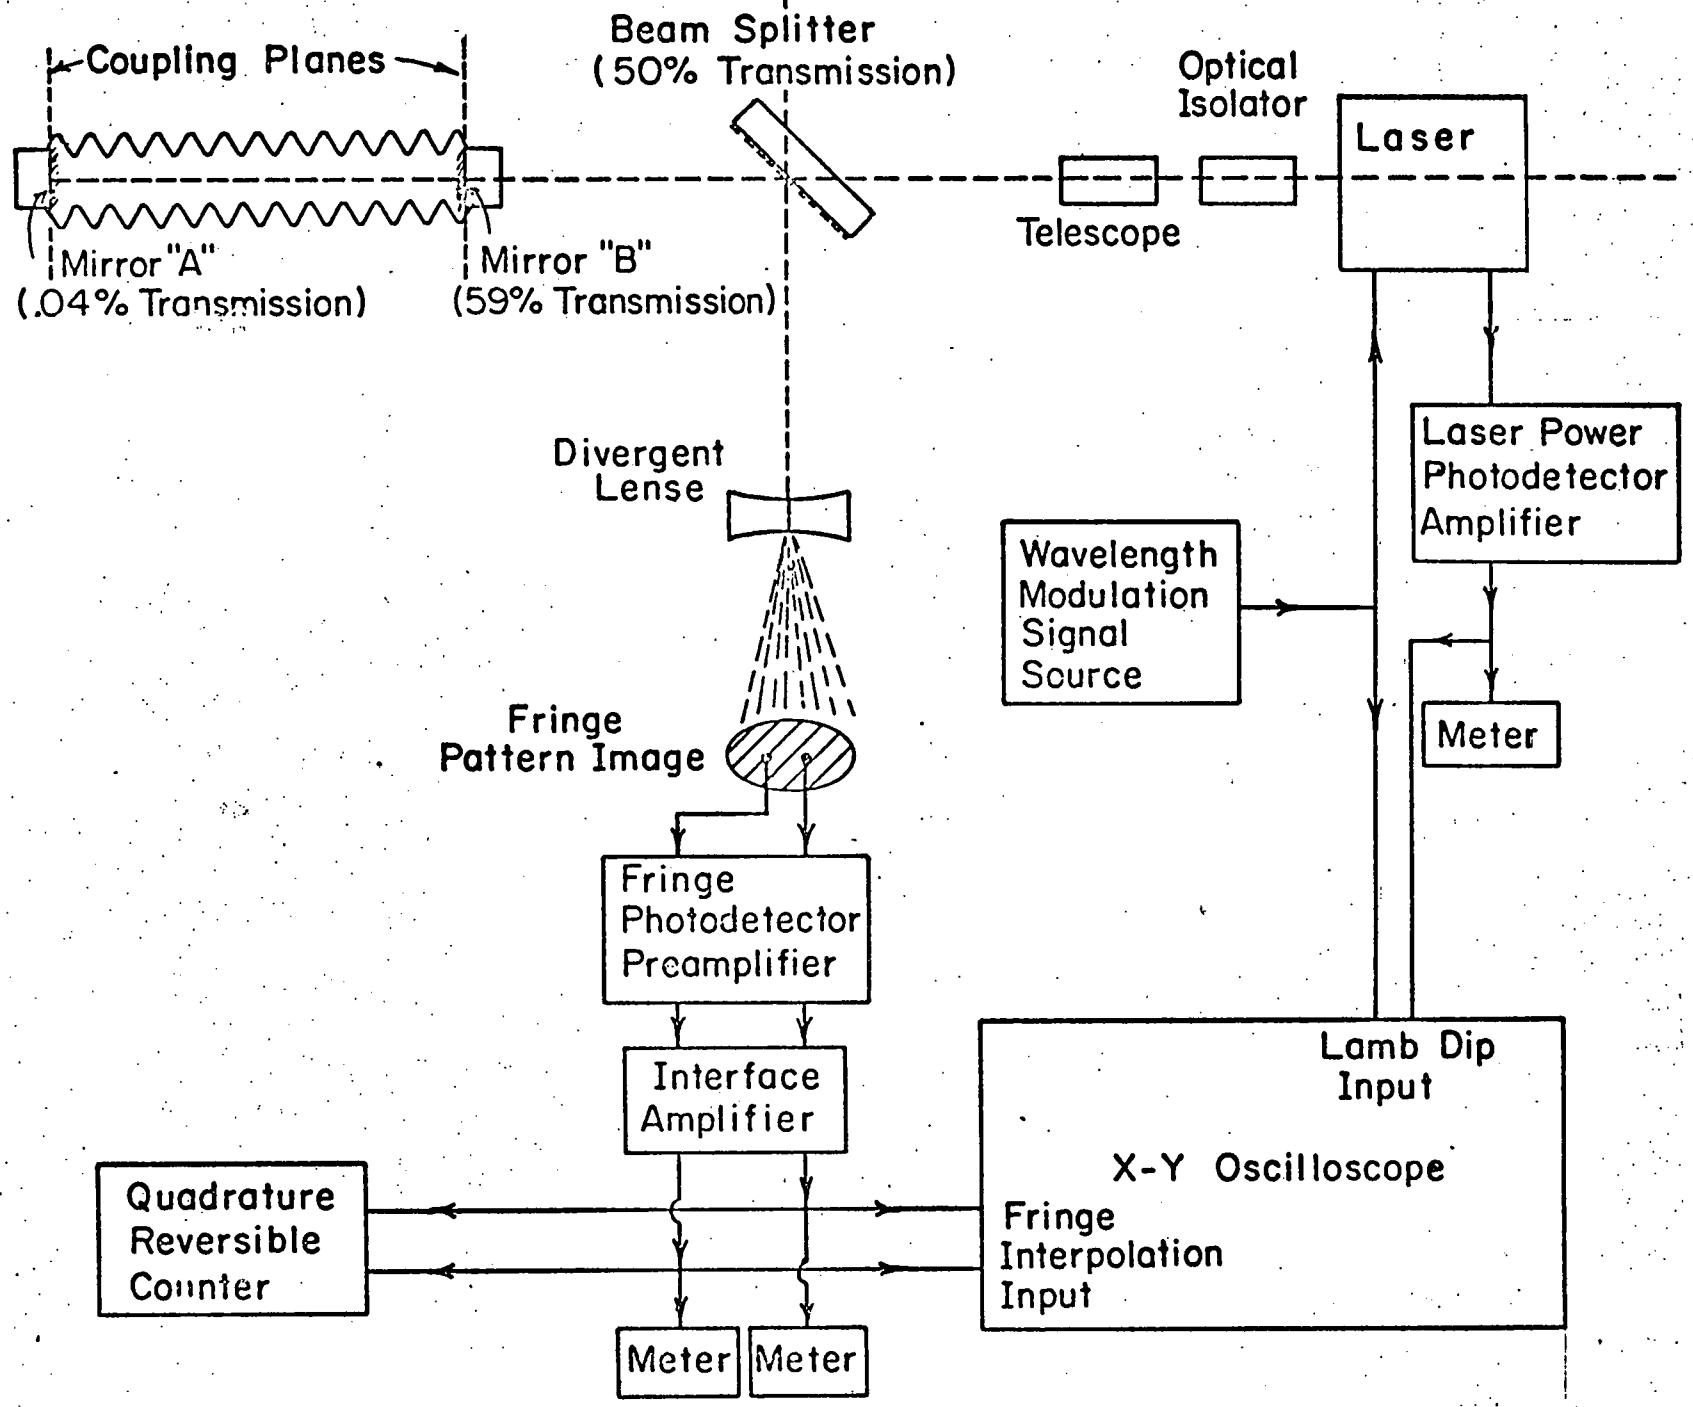 Beam Splitter
(50% Transmission)
Coupling Planes
Optical
Isolator
Laser
Telescope
Mirror "A"
(.04% Transmission)
Mirror "B"
(59% Transmission)
Divergent
Lense
Laser Power
Photodetector
Amplifier
Wavelength
Modulation
Signal
Source
Meter
Fringe
Pattern Image
Fringe
Photodetector
Preamplifier
Interface
Amplifier
Lamb Dip
Input
X-Y Oscilloscope
Quadrature
Reversible
Counter
Fringe
Interpolation
Input
Meter
Meter